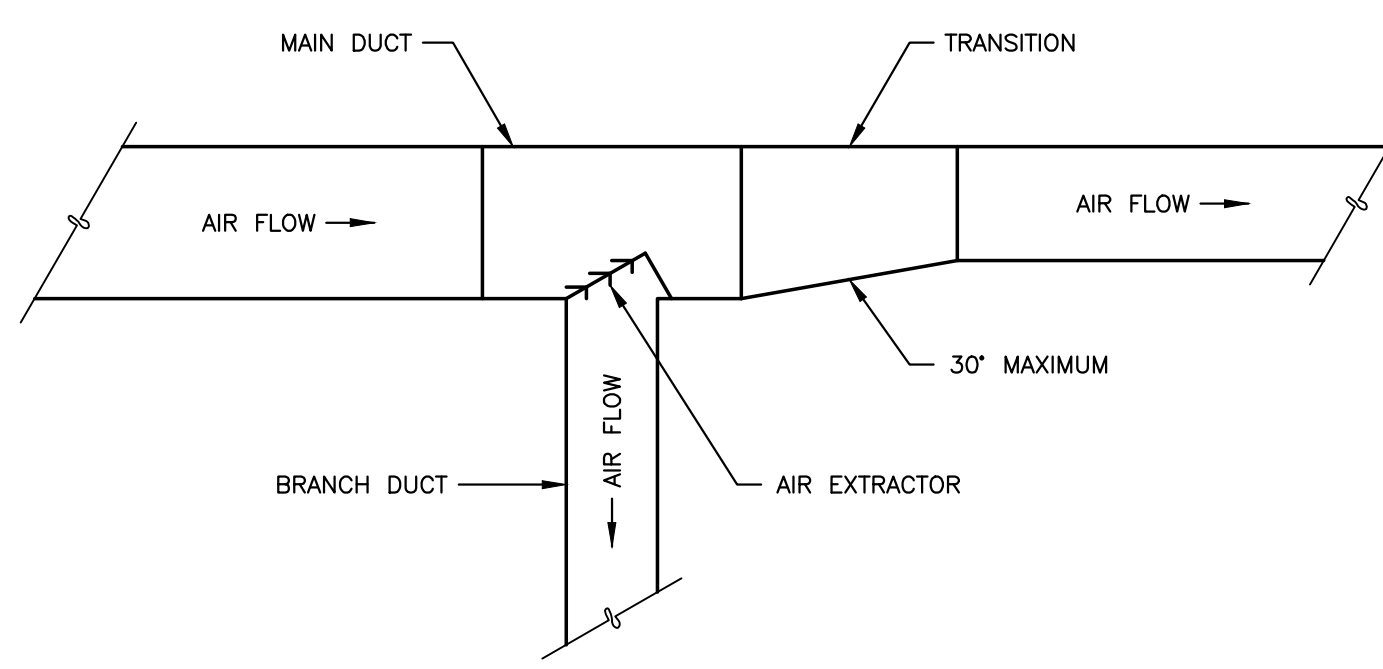 MAIN DUCT
TRANSITION
AIR FLOW
AIR FLOW
30° MAXIMUM
AIR FLOW
BRANCH DUCT
AIR EXTRACTOR